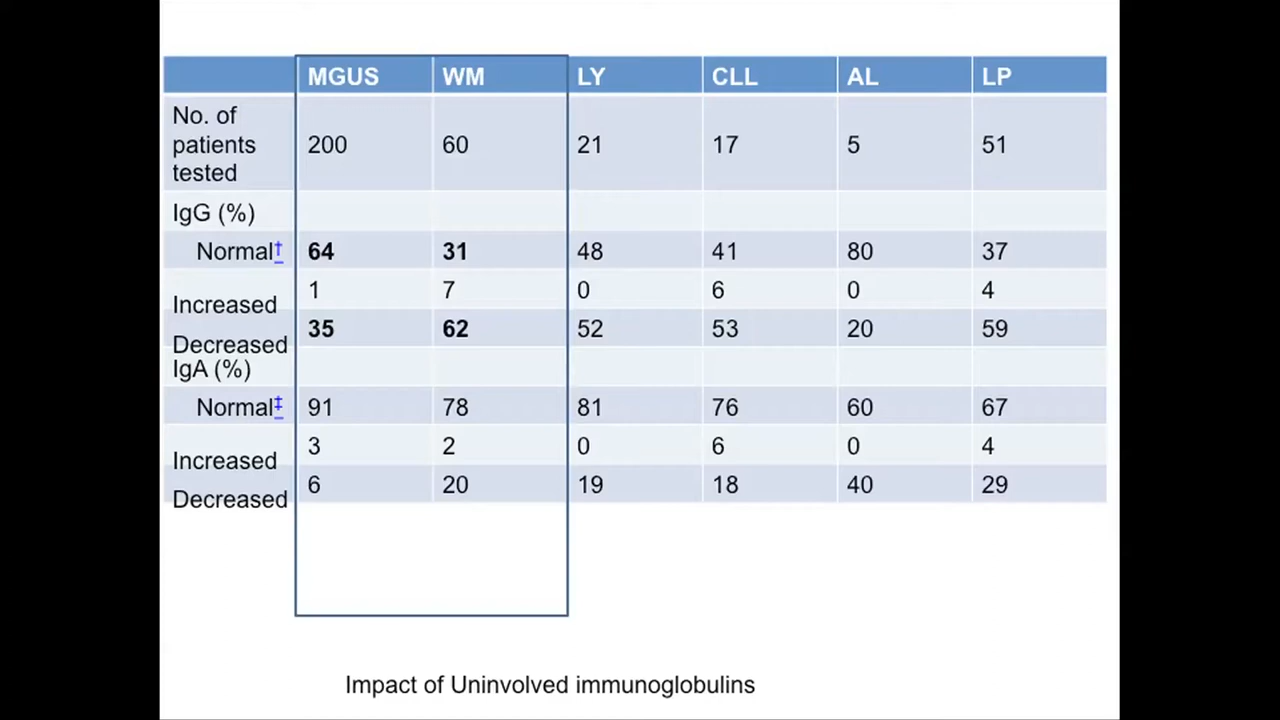 MGUS WM LY CLL AL LP
No. of
patients
tested
200 60 21 17 5 51
IgG (%)
Normal† 64 31 48 41 80 37
Increased 1 7 0 6 0 4
Decreased 35 62 52 53 20 59
IgA (%)
Normal‡ 91 78 81 76 60 67
Increased 3 2 0 6 0 4
Decreased 6 20 19 18 40 29
Impact of Uninvolved immunoglobulins